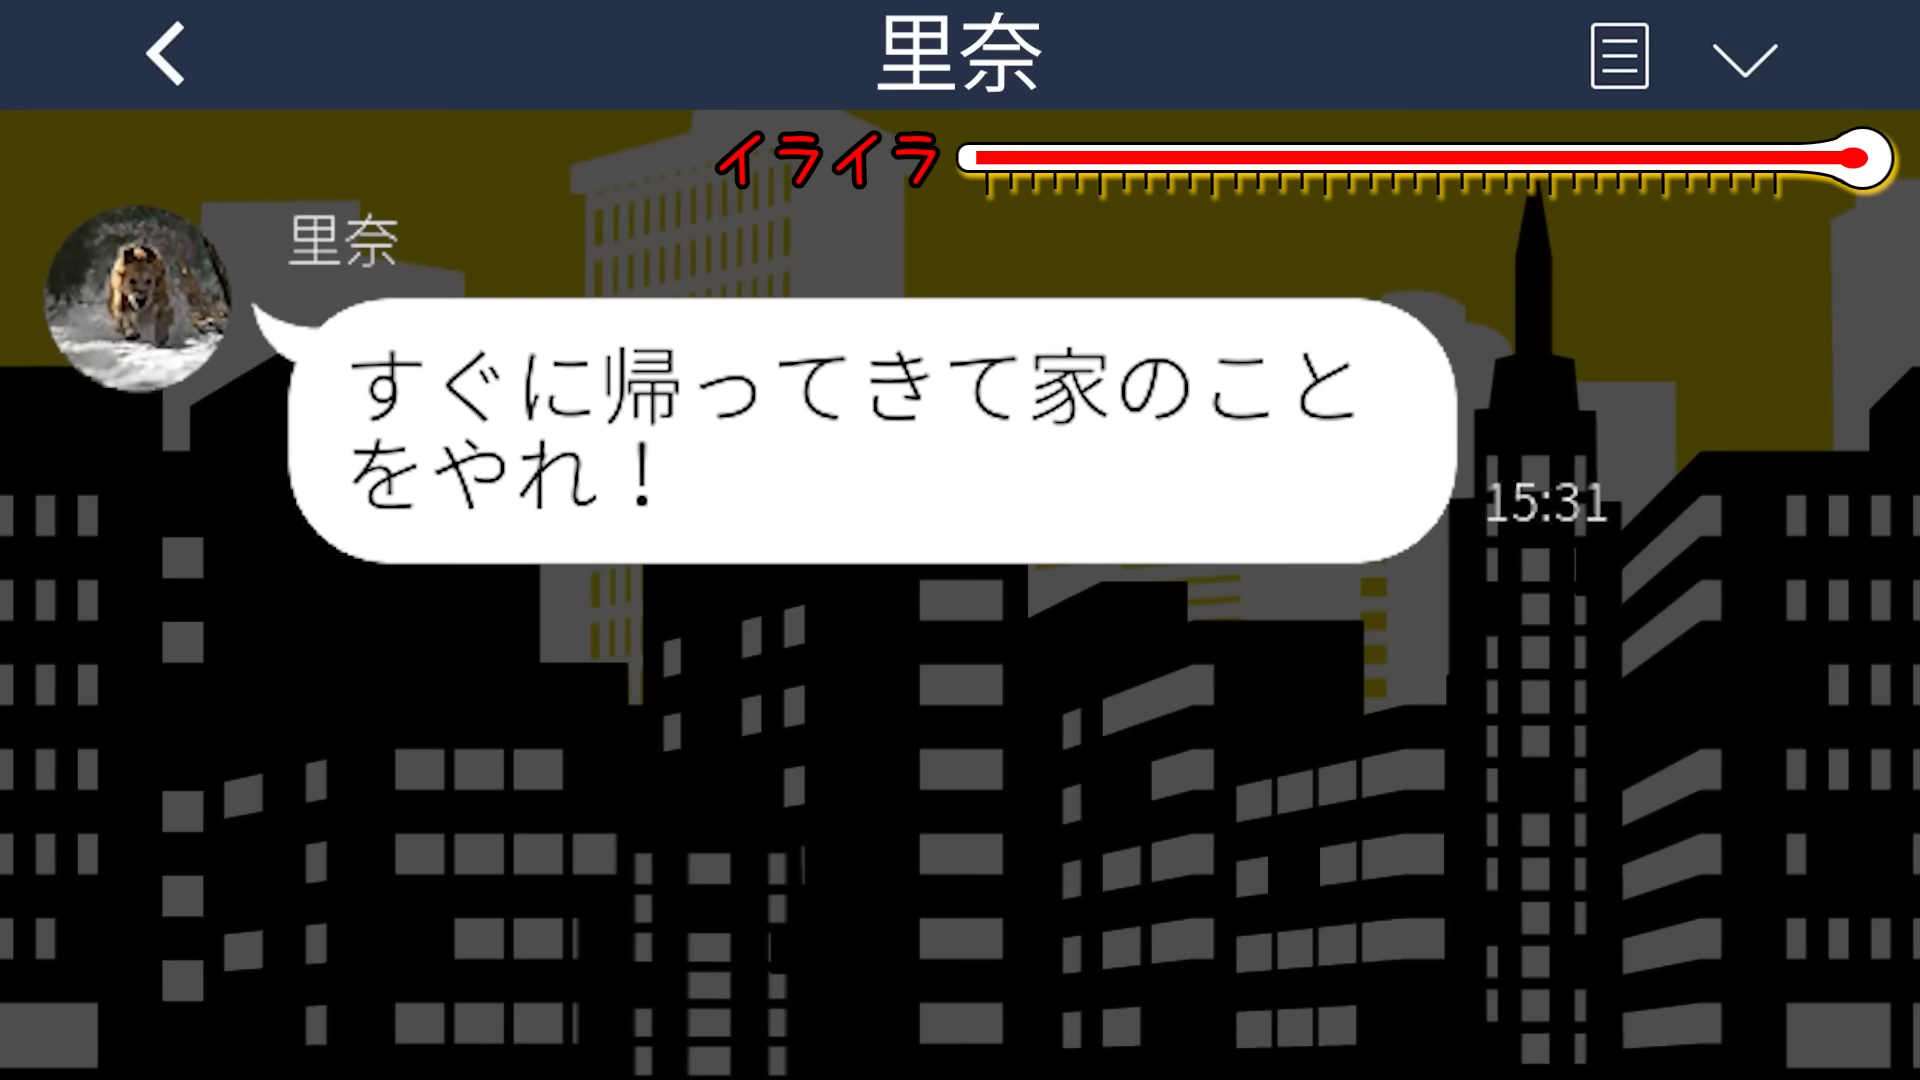 里奈
イライラ
里奈
すぐに帰ってきて家のこと
をやれ！
15:31